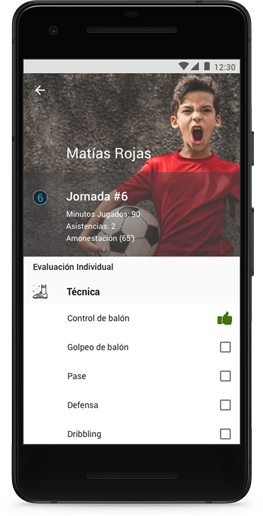 12:30
Matías Rojas
6
Jornada #6
Minutos Jugados: 90
Asistencias: 2
Amonestación (65')
Evaluación Individual
Técnica
Control de balón
Golpeo de balón
Pase
Defensa
Dribbling